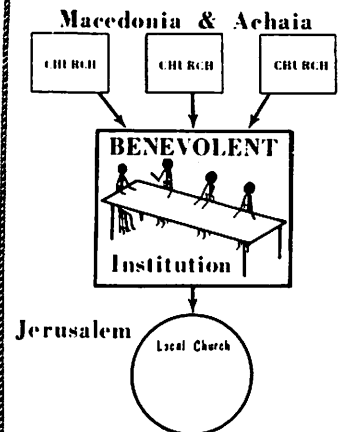 Macedonia & Achaia
CHURCH CHURCH CHURCH
BENEVOLENT
Institution
Jerusalem
Local Church